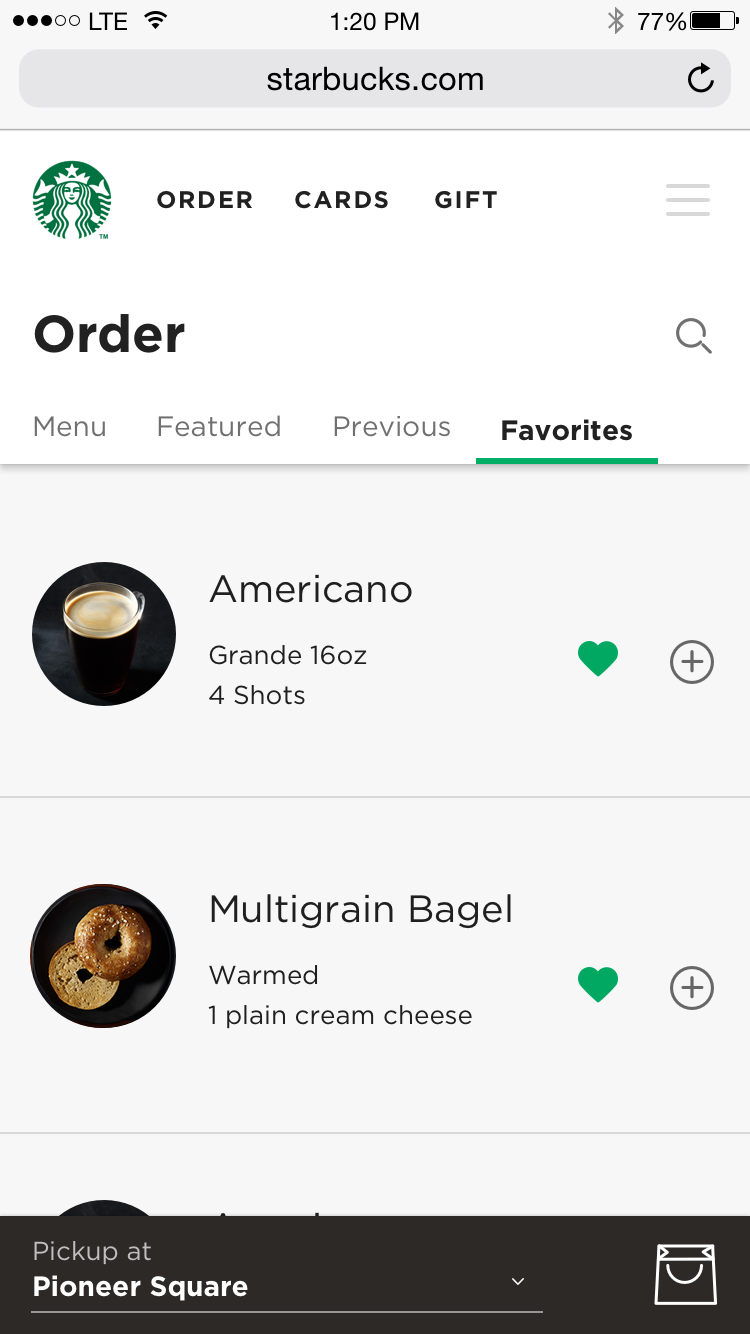 LTE 1:20 PM 77%
starbucks.com
TM
ORDER CARDS GIFT
Order
Menu Featured Previous Favorites
Americano
Grande 16oz
4 Shots
Multigrain Bagel
Warmed
1 plain cream cheese
Pickup at
Pioneer Square